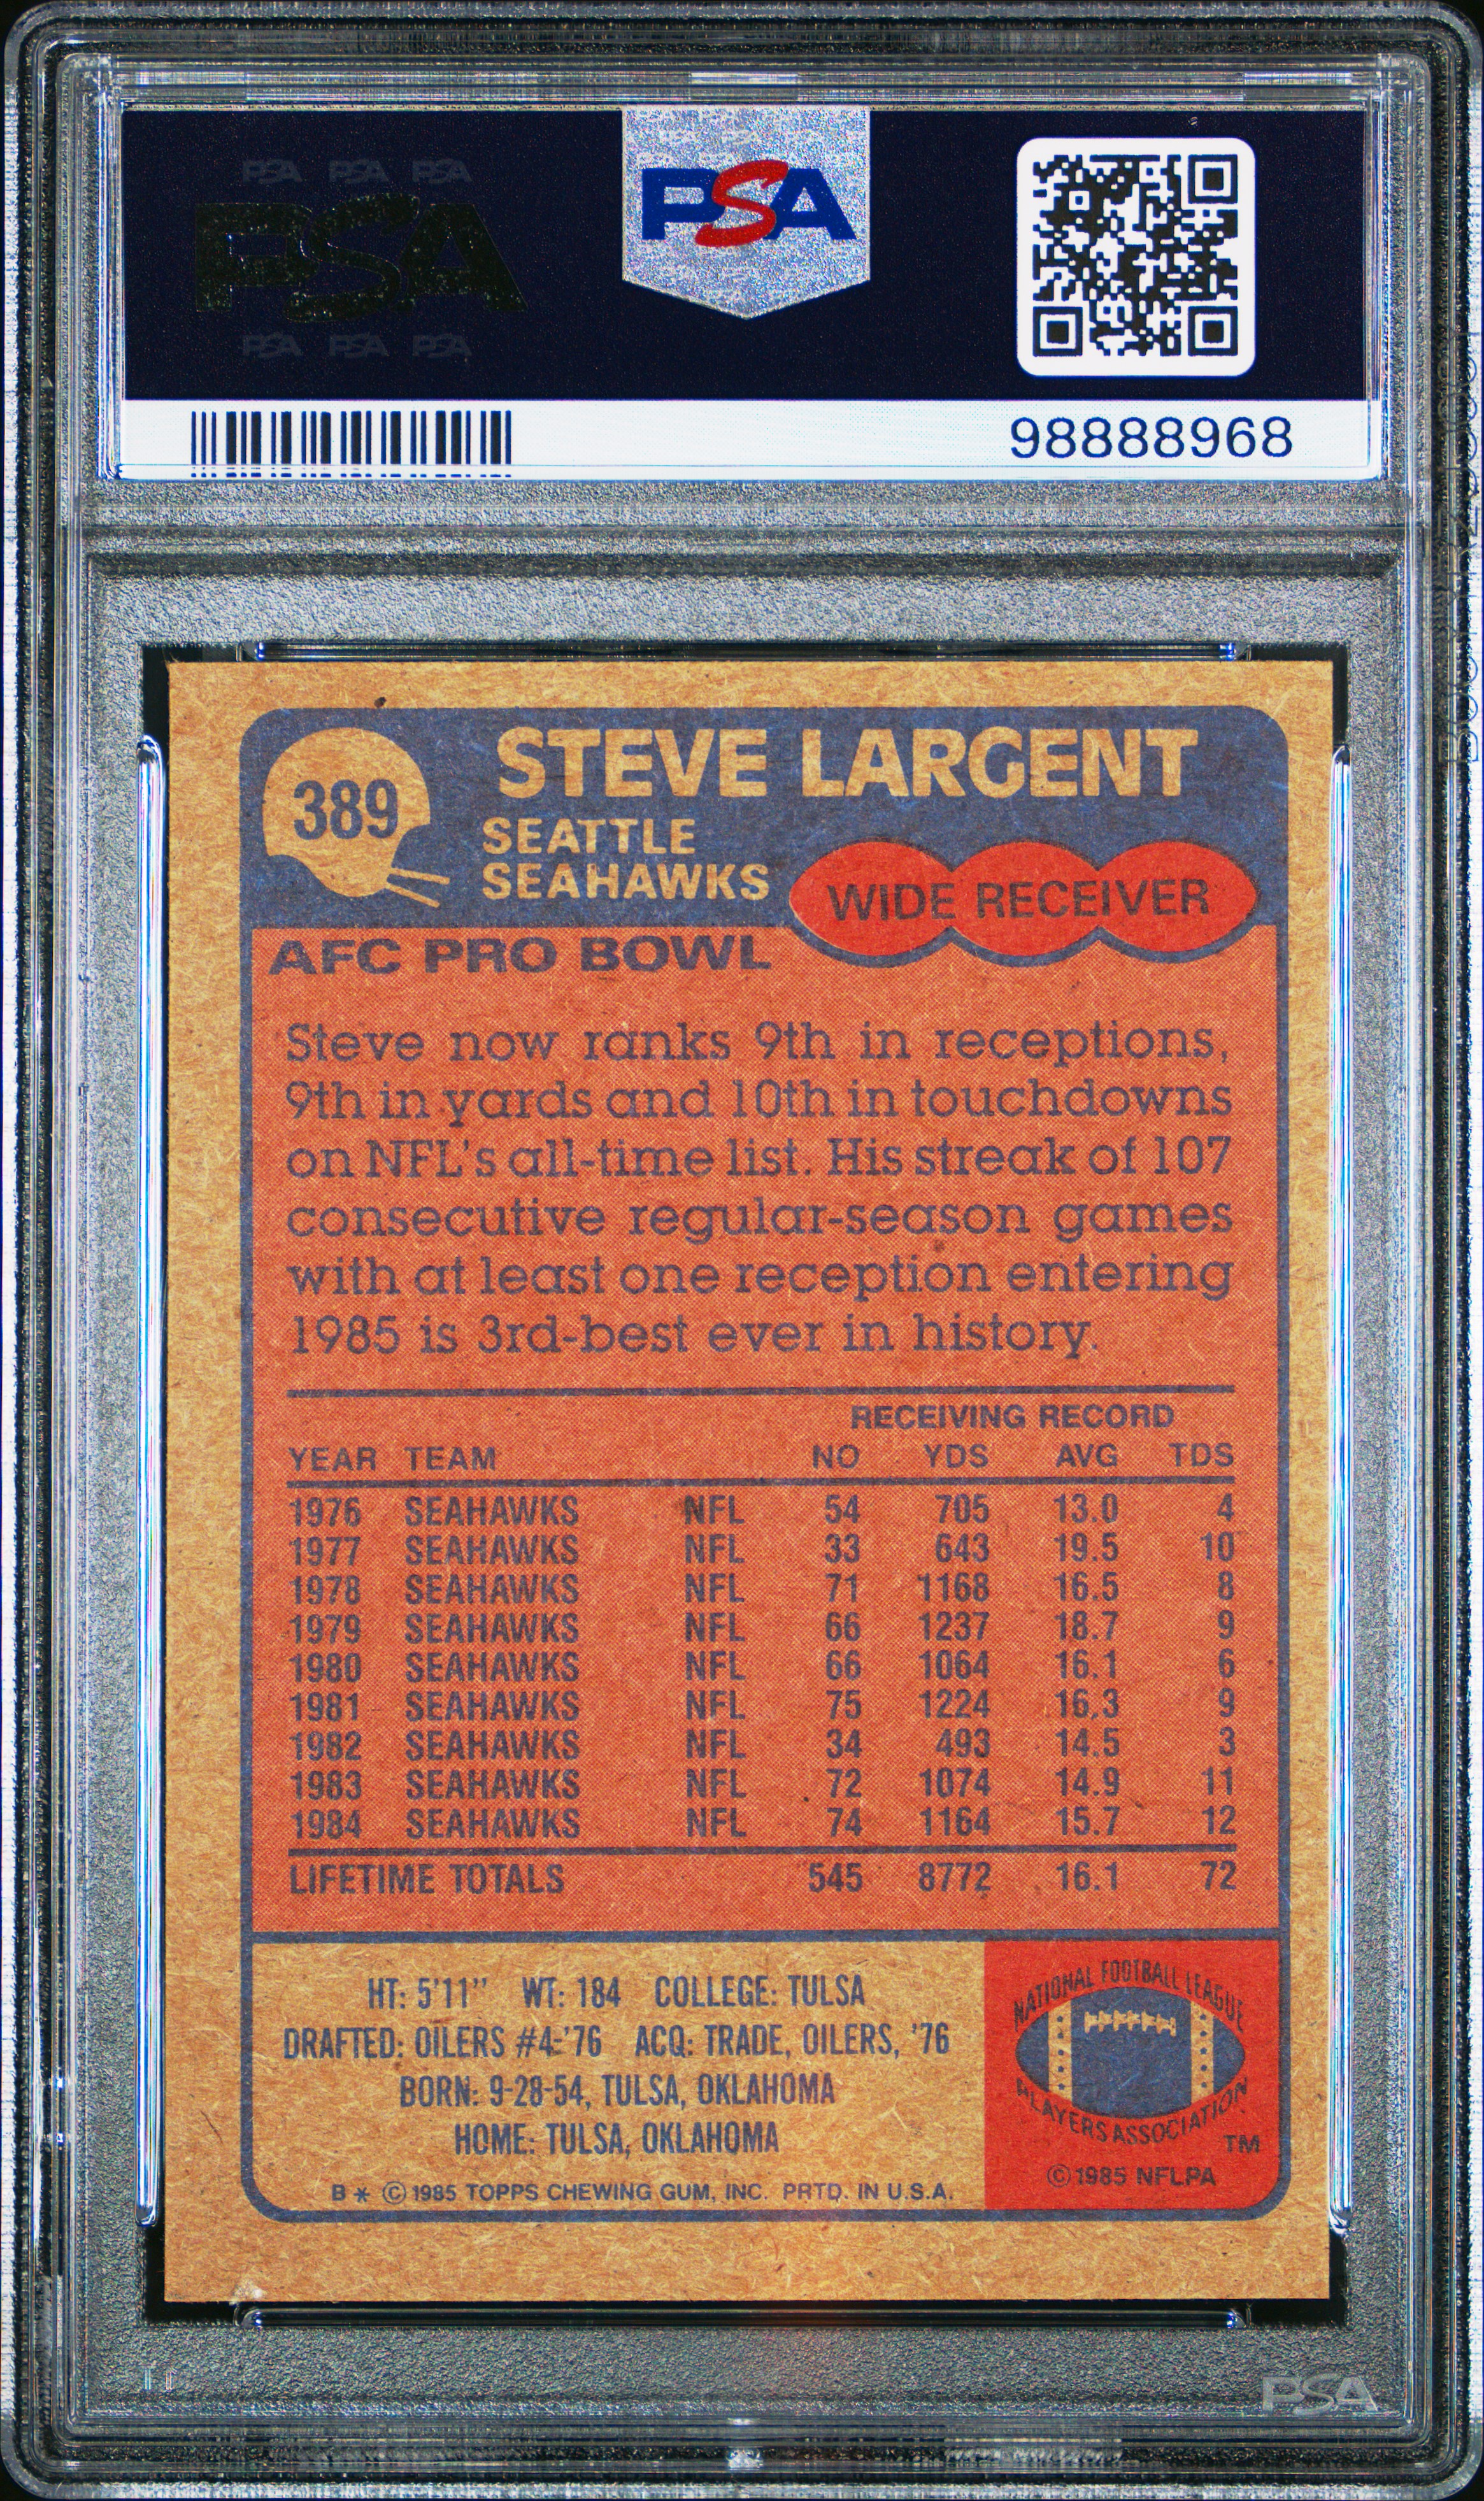 PSA PSA PSA
PSA
PSA PSA PSA
PSA
98888968
389
STEVE LARGENT
SEATTLE
SEAHAWKS
WIDE RECEIVER
AFC PRO BOWL
Steve now ranks 9th in receptions,
9th in yards and 10th in touchdowns
on NFL's all-time list. His streak of 107
consecutive regular-season games
with at least one reception entering
1985 is 3rd-best ever in history.
RECEIVING RECORD
YEAR TEAM NO YDS AVG TDS
1976 SEAHAWKS NFL 54 705 13.0 4
1977 SEAHAWKS NFL 33 643 19.5 10
1978 SEAHAWKS NFL 71 1168 16.5 8
1979 SEAHAWKS NFL 66 1237 18.7 9
1980 SEAHAWKS NFL 66 1064 16.1 6
1981 SEAHAWKS NFL 75 1224 16.3 9
1982 SEAHAWKS NFL 34 493 14.5 3
1983 SEAHAWKS NFL 72 1074 14.9 11
1984 SEAHAWKS NFL 74 1164 15.7 12
LIFETIME TOTALS 545 8772 16.1 72
HT: 5'11" WT: 184 COLLEGE: TULSA
DRAFTED: OILERS #4-'76 ACQ: TRADE, OILERS, '76
BORN: 9-28-54, TULSA, OKLAHOMA
HOME: TULSA, OKLAHOMA
B * © 1985 TOPPS CHEWING GUM, INC. PRTD. IN U.S.A.
NATIONAL FOOTBALL LEAGUE
PLAYERS ASSOCIATION
TM
© 1985 NFLPA
PSA